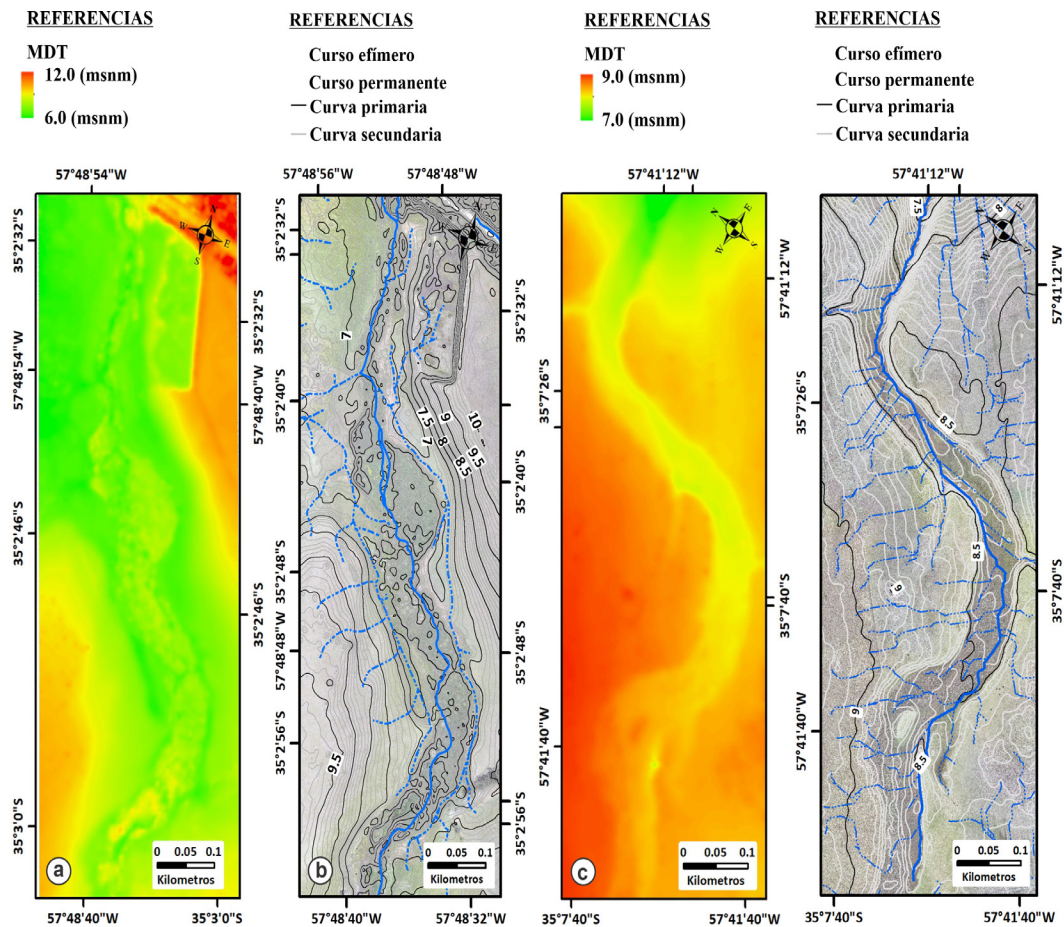 REFERENCIAS
MDT
12.0 (msnm)
6.0 (msnm)
REFERENCIAS
Curso efímero
Curso permanente
Curva primaria
Curva secundaria
REFERENCIAS
MDT
9.0 (msnm)
7.0 (msnm)
REFERENCIAS
Curso efímero
Curso permanente
Curva primaria
Curva secundaria
57°48'54"W
35°2'32"S
57°48'54"W
35°2'46"S
35°3'0"S
N
E
S
W
35°2'32"S
57°48'40"W
35°2'46"S
0 0.05 0.1
Kilometros
a
57°48'40"W
35°3'0"S
57°48'56"W
57°48'48"W
35°2'32"S
35°2'40"S
35°2'48"S
57°48'48"W
35°2'56"S
7
7.5
7
9
8
8.5
10
9.5
9.5
35°2'32"S
35°2'40"S
35°2'48"S
35°2'56"S
0 0.05 0.1
Kilometros
b
57°48'40"W
57°48'32"W
57°41'12"W
35°7'26"S
57°41'40"W
N
E
S
W
57°41'12"W
35°7'40"S
0 0.05 0.1
Kilometros
c
35°7'40"S
57°41'40"W
57°41'12"W
35°7'26"S
57°41'40"W
7.5
8
N
E
S
W
8.5
8.5
9
9
8.5
57°41'12"W
35°7'40"S
0 0.05 0.1
Kilometros
35°7'40"S
57°41'40"W